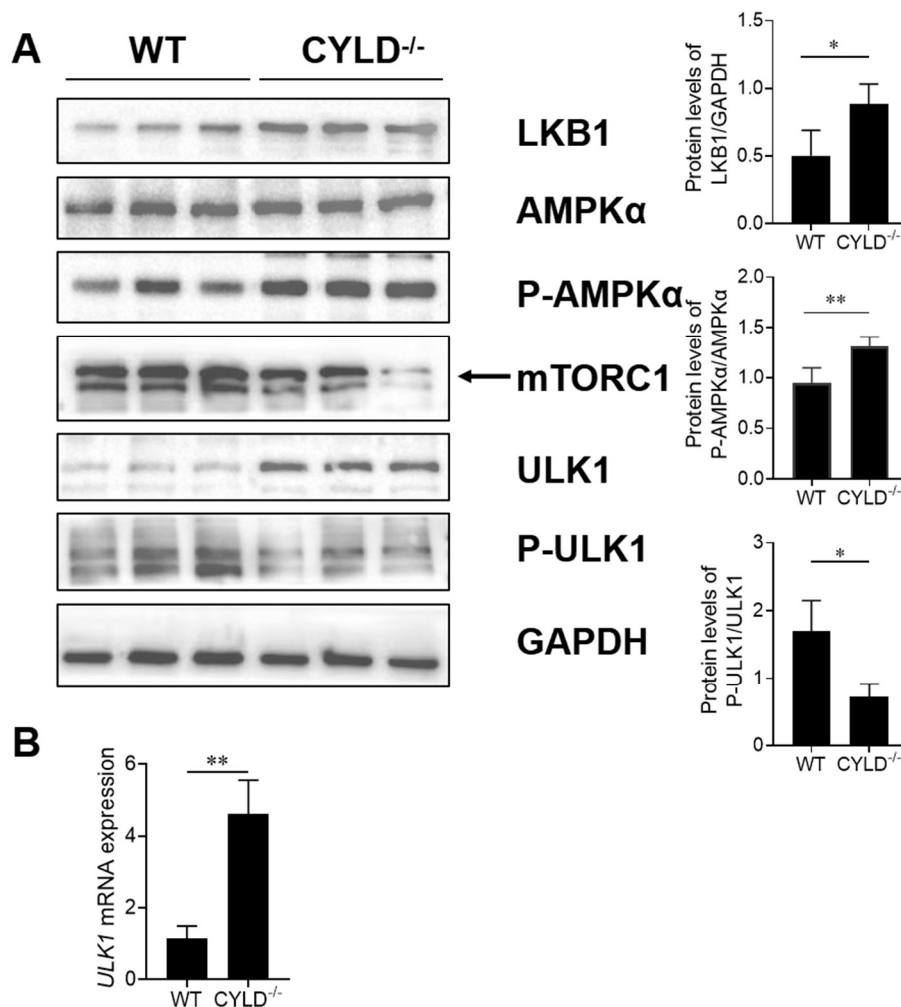 A
WT CYLD-/-
LKB1
AMPKα
P-AMPKα
mTORC1
ULK1
P-ULK1
GAPDH
Protein levels of
LKB1/GAPDH
1.5
1.0
0.5
0.0
*
WT CYLD-/-
Protein levels of
P-AMPKα/AMPKα
2.0
1.5
1.0
0.5
0.0
**
WT CYLD-/-
Protein levels of
P-ULK1/ULK1
3
2
1
0
*
WT CYLD-/-
B
ULK1 mRNA expression
6
4
2
0
**
WT CYLD-/-